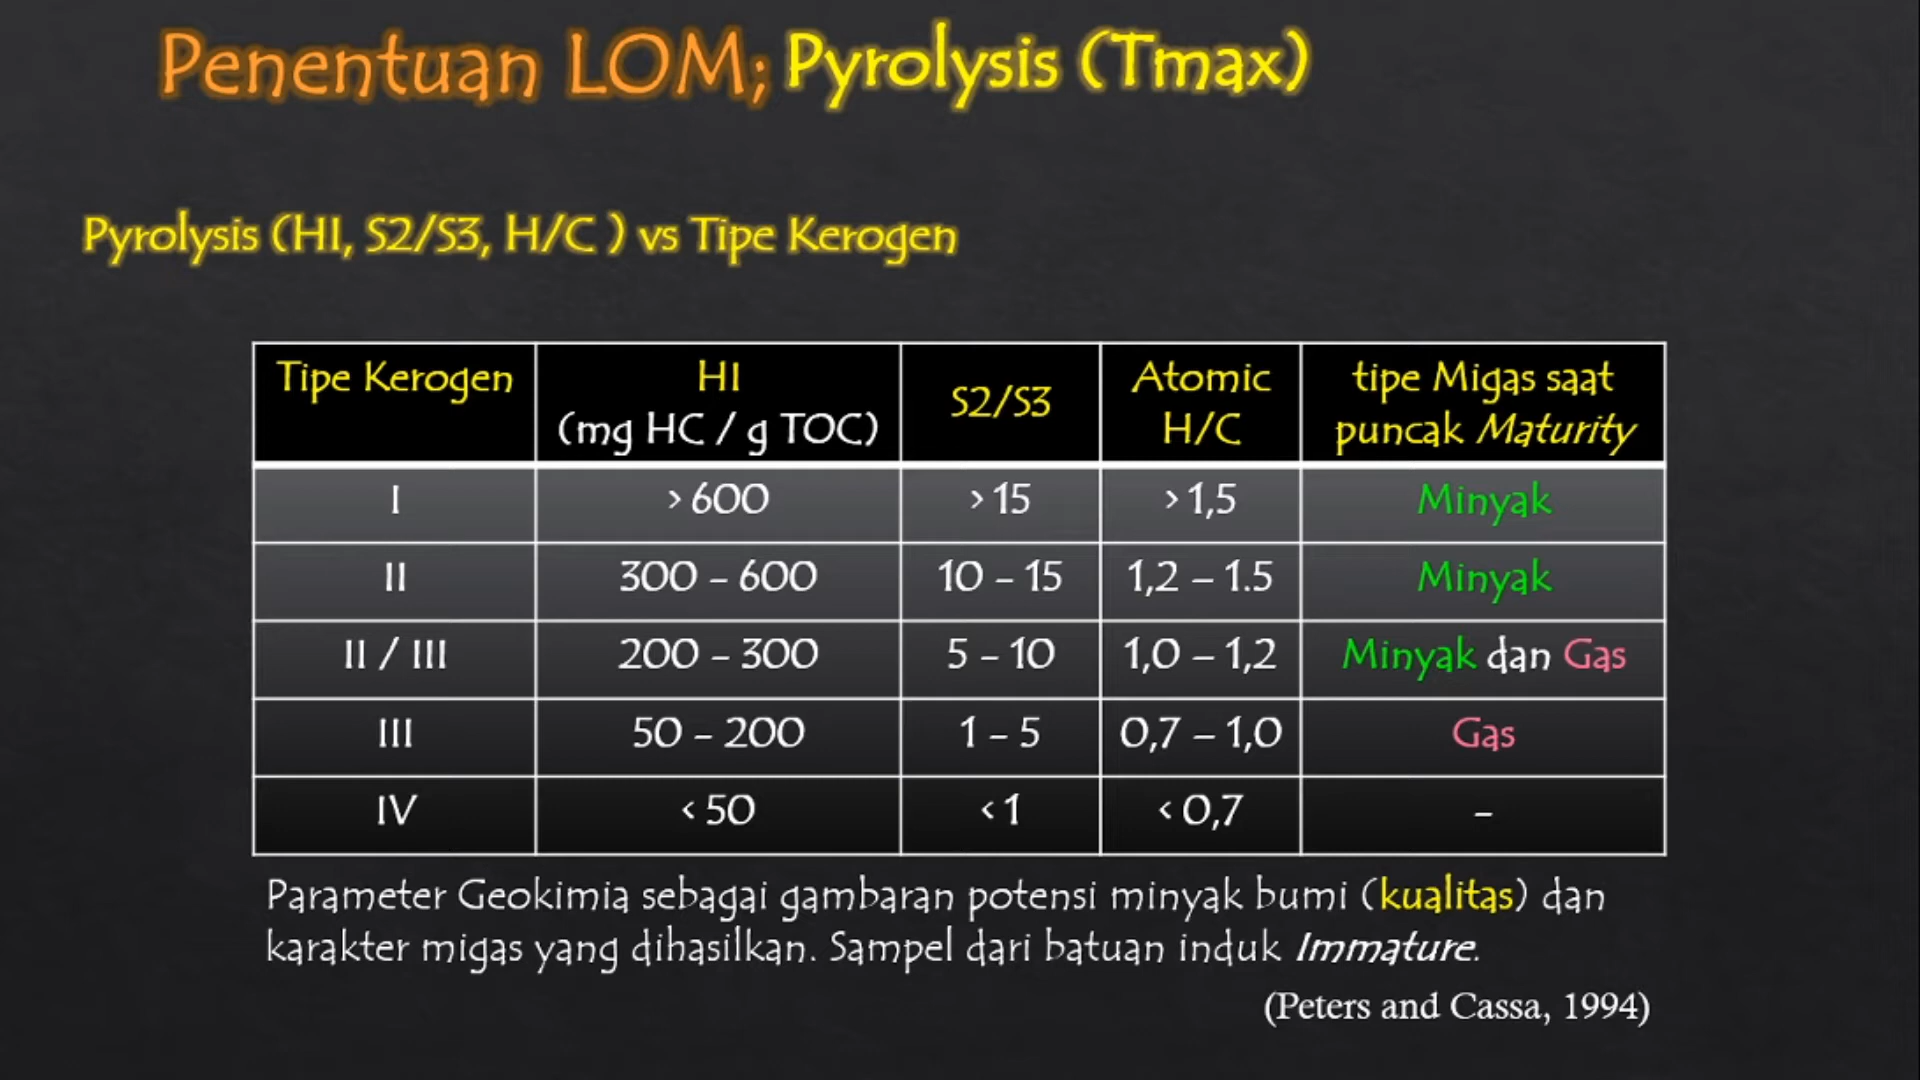 Penentuan LOM; Pyrolysis (Tmax)
Pyrolysis (HI, S2/S3, H/C ) vs Tipe Kerogen
Tipe Kerogen HI (mg HC / g TOC) S2/S3 Atomic H/C tipe Migas saat puncak Maturity
I > 600 > 15 > 1,5 Minyak
II 300 – 600 10 – 15 1,2 – 1.5 Minyak
II / III 200 – 300 5 – 10 1,0 – 1,2 Minyak dan Gas
III 50 – 200 1 – 5 0,7 – 1,0 Gas
IV < 50 < 1 < 0,7 -
Parameter Geokimia sebagai gambaran potensi minyak bumi (kualitas) dan
karakter migas yang dihasilkan. Sampel dari batuan induk Immature.
(Peters and Cassa, 1994)